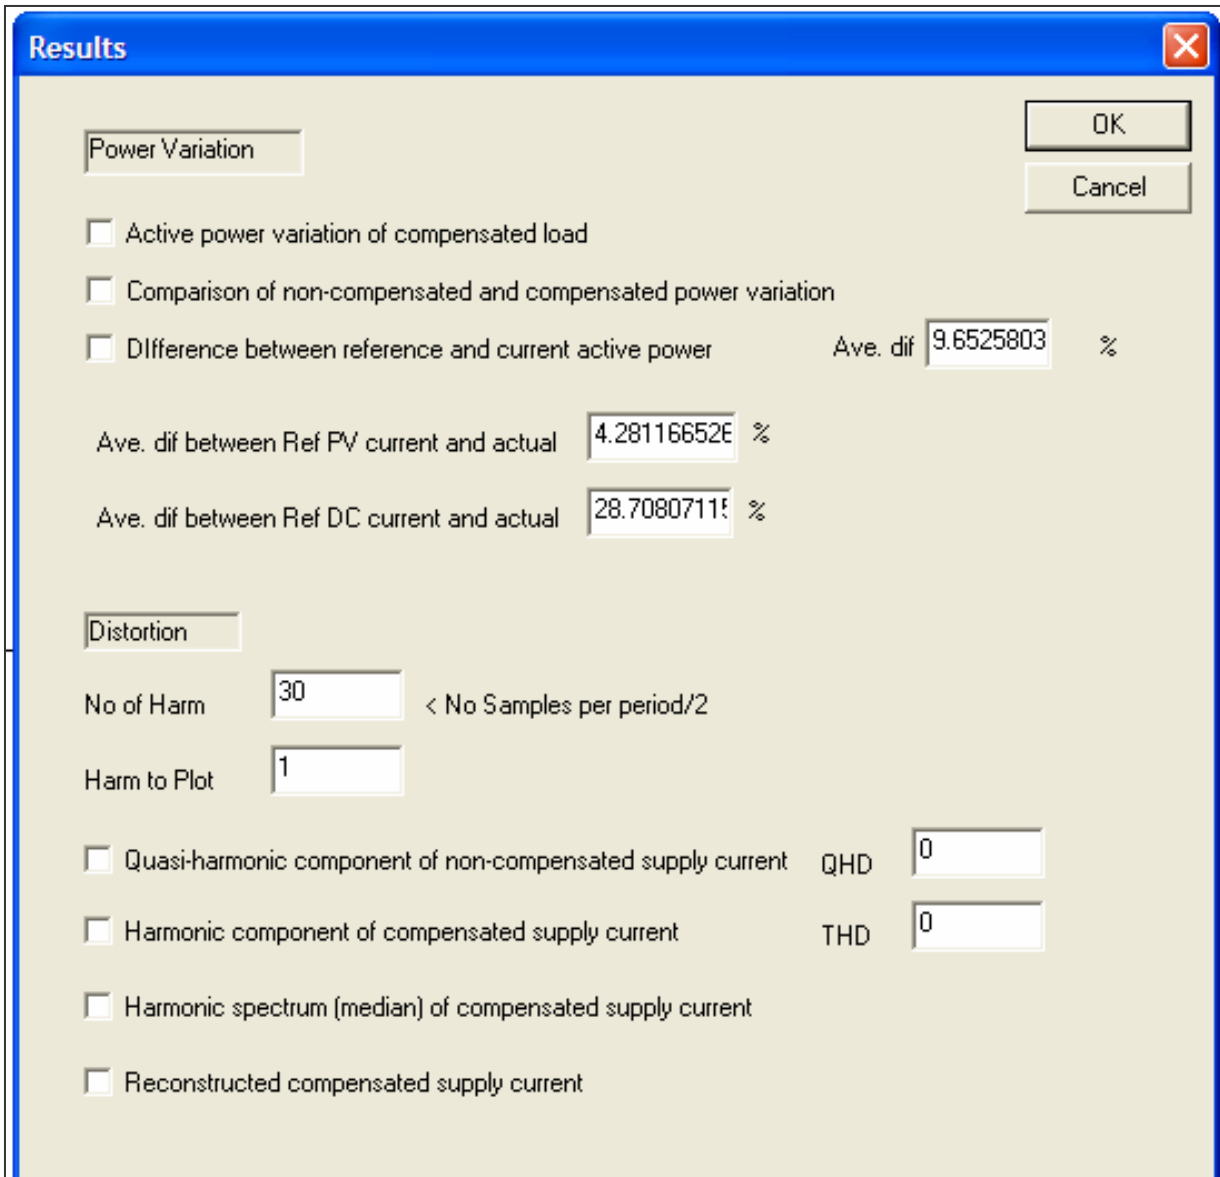 Results
OK
Power Variation
Cancel
Active power variation of compensated load
Comparison of non-compensated and compensated power variation
DIfference between reference and current active power Ave. dif 9.6525803 %
Ave. dif between Ref PV current and actual 4.281166526 %
Ave. dif between Ref DC current and actual 28.70807115 %
Distortion
No of Harm 30 < No Samples per period/2
Harm to Plot 1
Quasi-harmonic component of non-compensated supply current QHD 0
Harmonic component of compensated supply current THD 0
Harmonic spectrum (median) of compensated supply current
Reconstructed compensated supply current